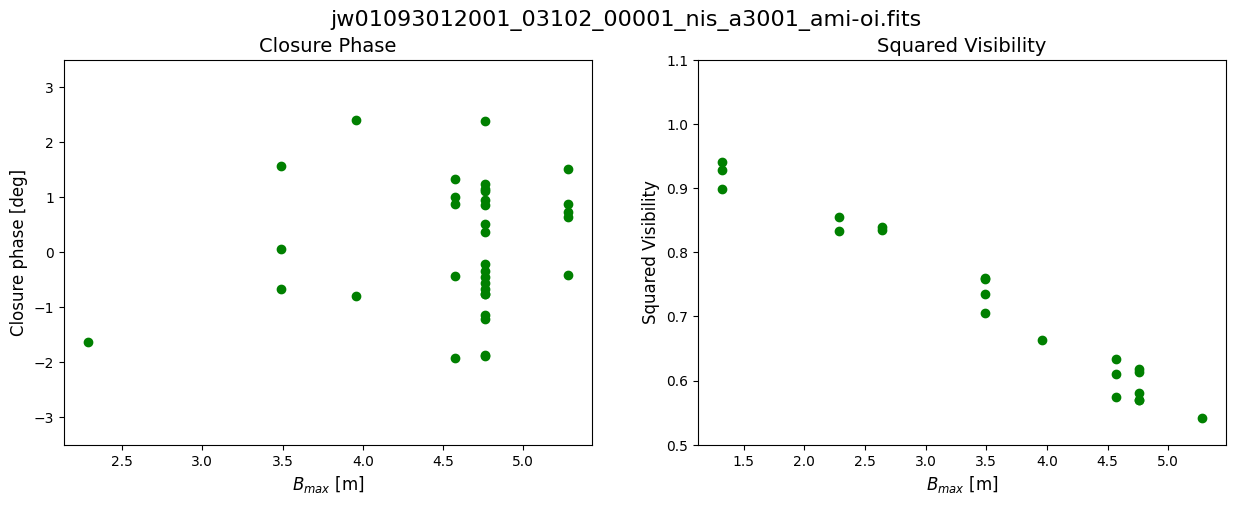 jw01093012001_03102_00001_nis_a3001_ami-oi.fits
Closure Phase
Closure phase [deg]
3
2
1
0
−1
−2
−3
2.5 3.0 3.5 4.0 4.5 5.0
Bmax [m]
Squared Visibility
Squared Visibility
1.1
1.0
0.9
0.8
0.7
0.6
0.5
1.5 2.0 2.5 3.0 3.5 4.0 4.5 5.0
Bmax [m]